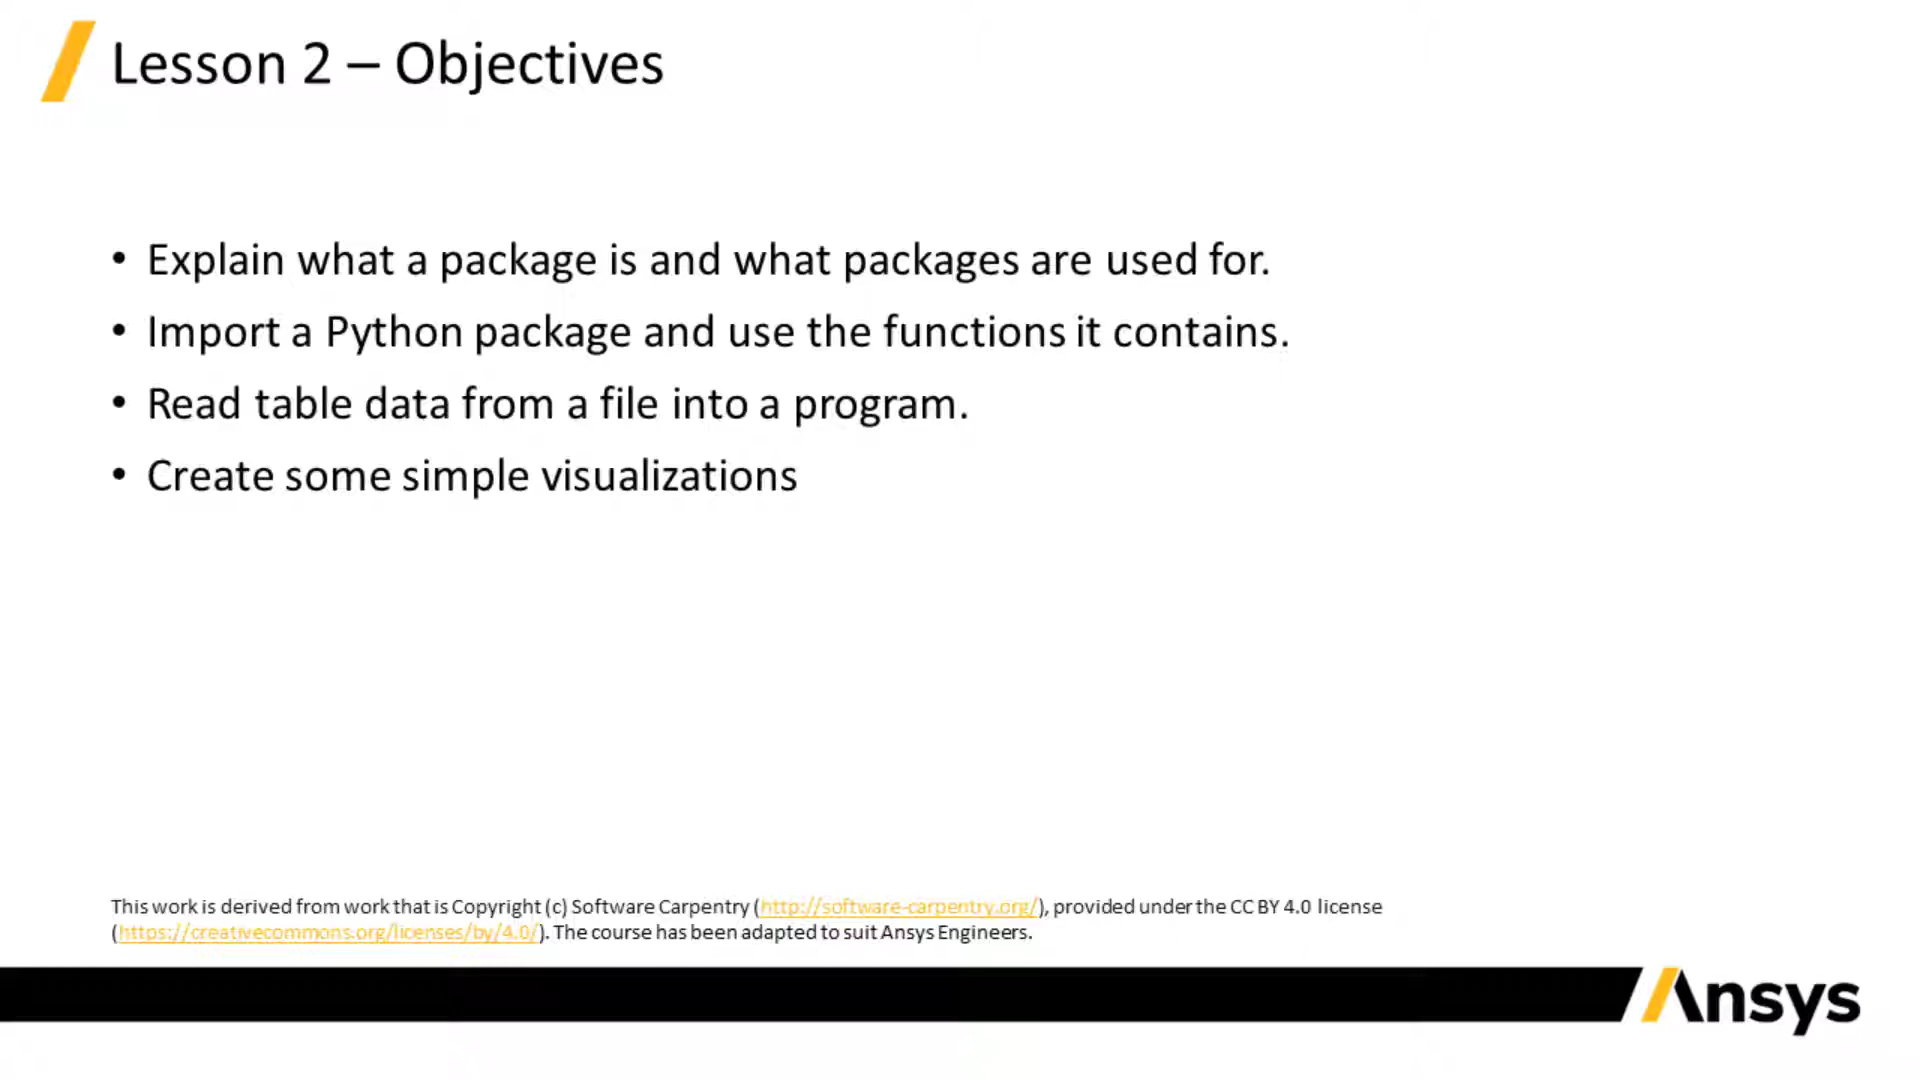 Lesson 2 – Objectives
• Explain what a package is and what packages are used for.
• Import a Python package and use the functions it contains.
• Read table data from a file into a program.
• Create some simple visualizations
This work is derived from work that is Copyright (c) Software Carpentry (http://software-carpentry.org/), provided under the CC BY 4.0 license
(https://creativecommons.org/licenses/by/4.0/). The course has been adapted to suit Ansys Engineers.
Ansys